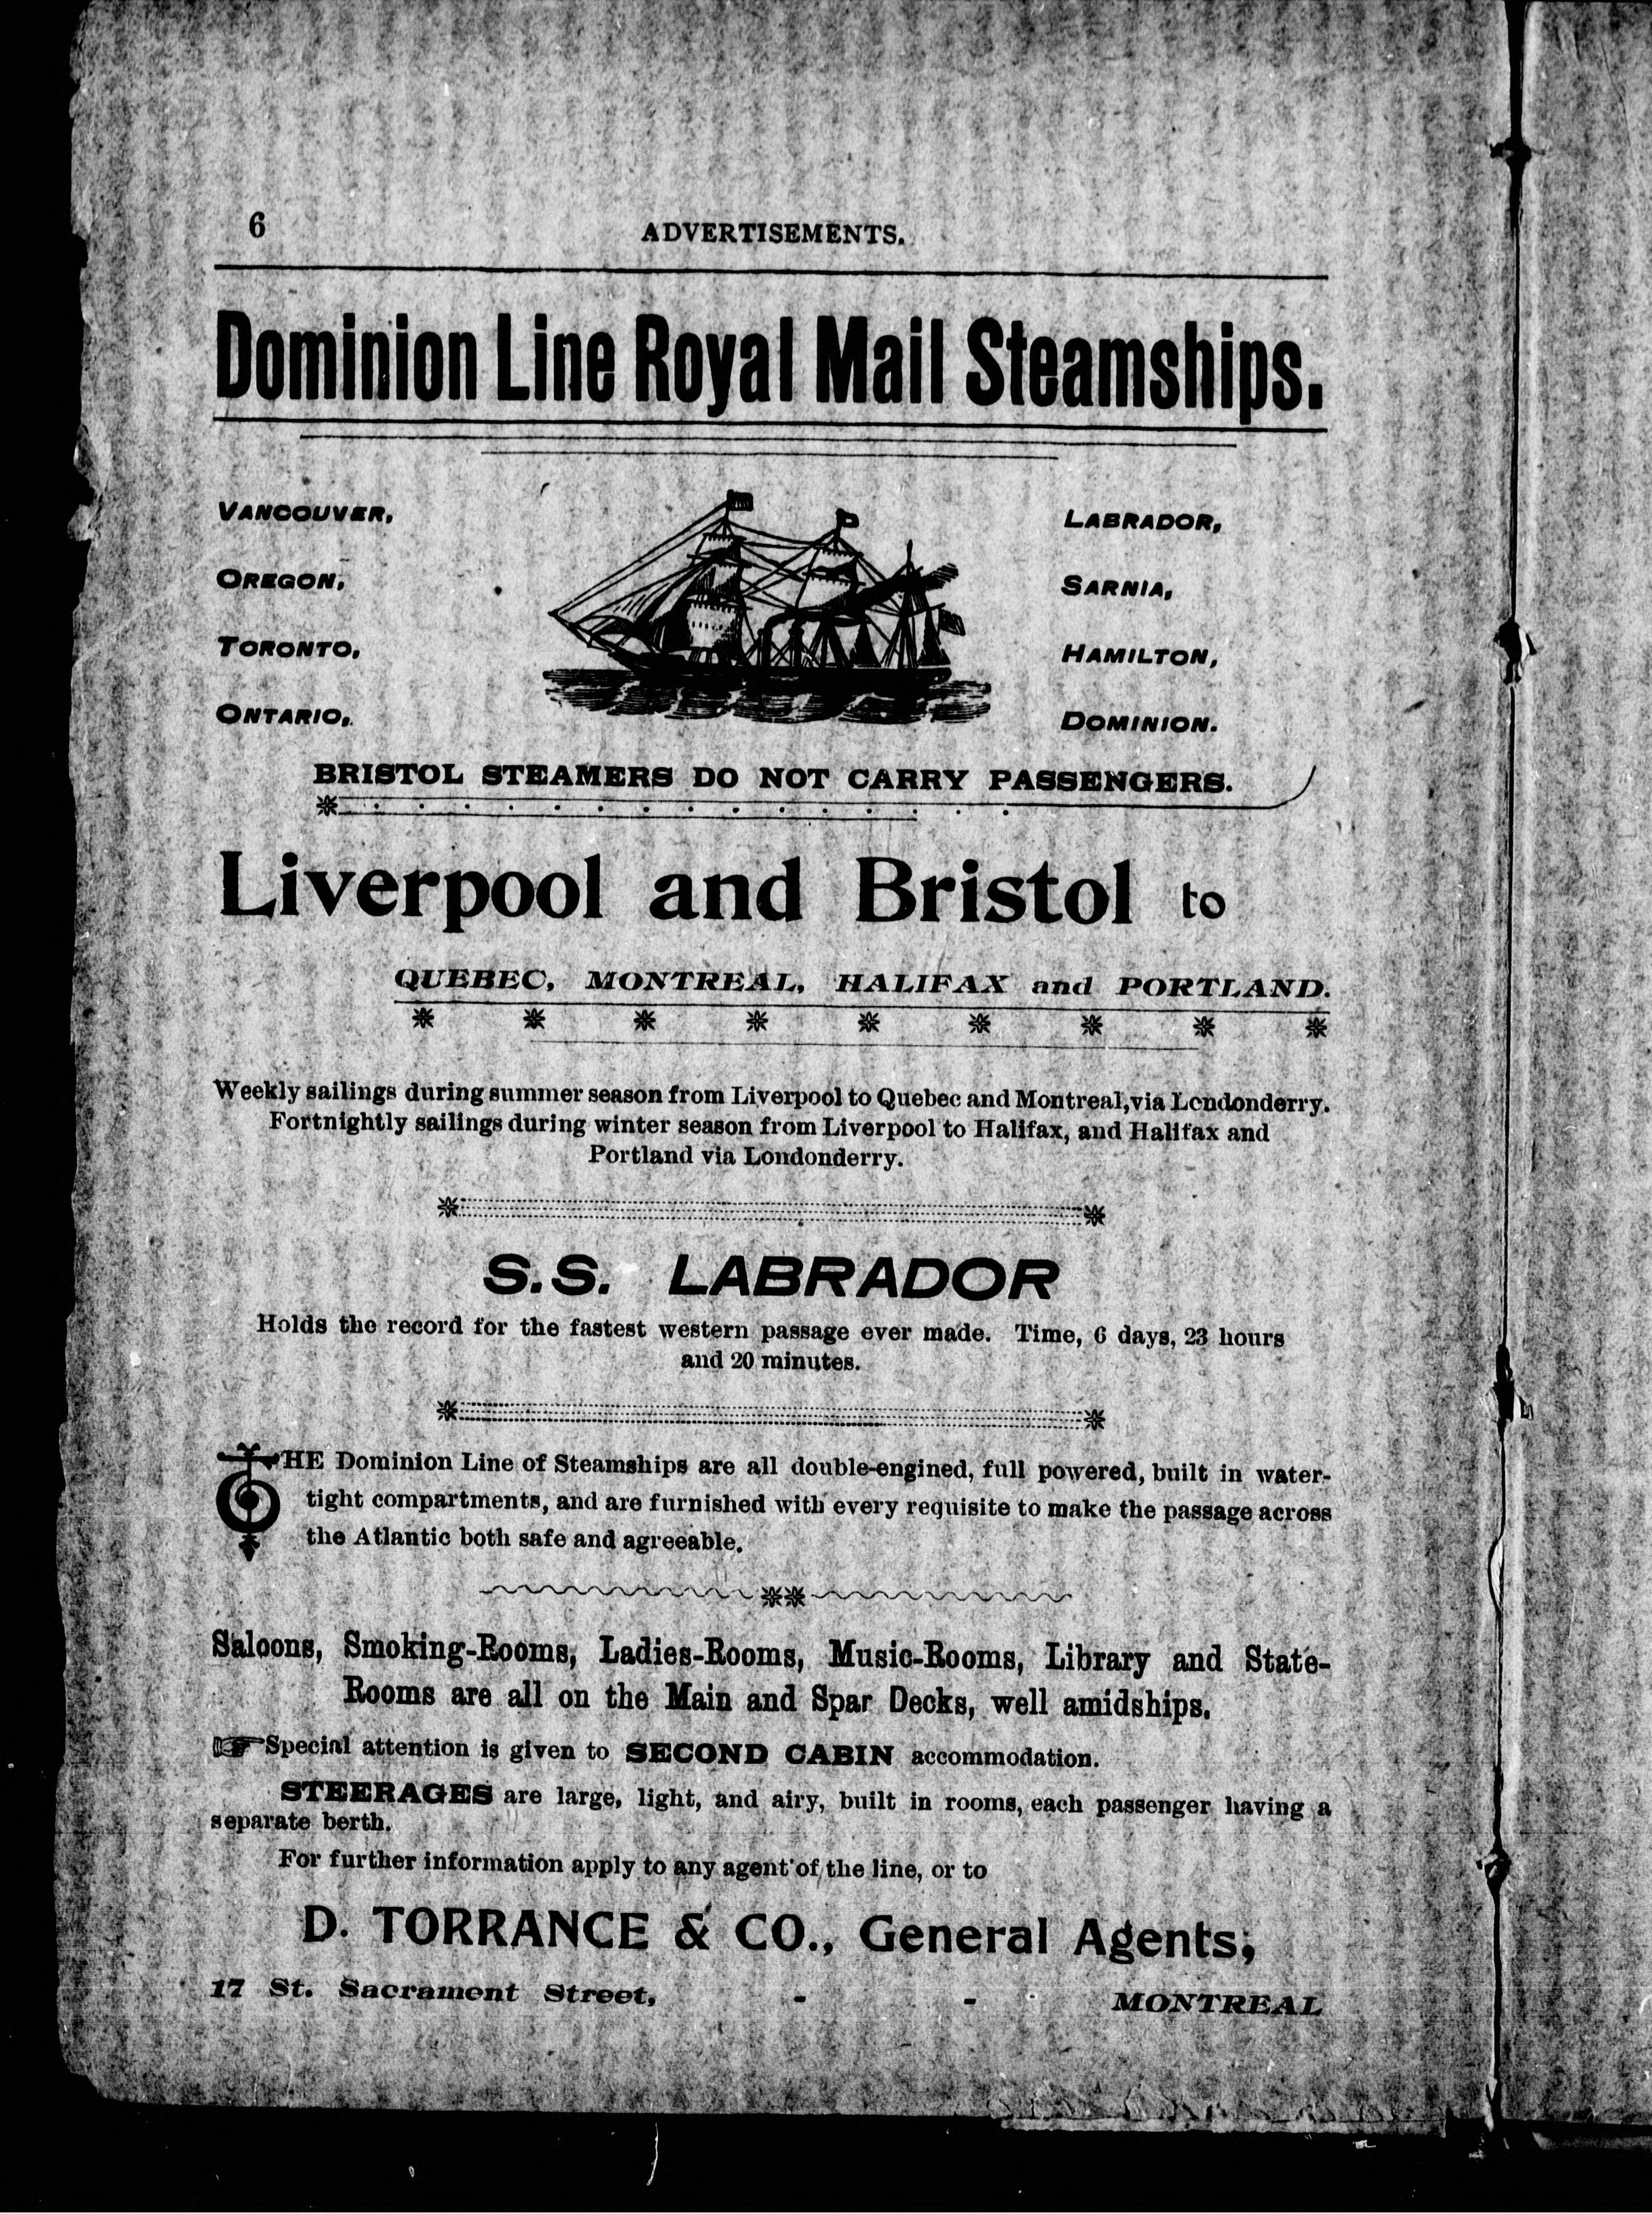 6
ADVERTISEMENTS.
Dominion Line Royal Mail Steamships.
VANCOUVER,
OREGON,
TORONTO,
ONTARIO,
LABRADOR,
SARNIA,
HAMILTON,
DOMINION.
BRISTOL STEAMERS DO NOT CARRY PASSENGERS.
Liverpool and Bristol to
QUEBEC, MONTREAL, HALIFAX and PORTLAND.
Weekly sailings during summer season from Liverpool to Quebec and Montreal, via Londonderry.
Fortnightly sailings during winter season from Liverpool to Halifax, and Halifax and
Portland via Londonderry.
S.S. LABRADOR
Holds the record for the fastest western passage ever made. Time, 6 days, 23 hours
and 20 minutes.
THE Dominion Line of Steamships are all double-engined, full powered, built in water-
tight compartments, and are furnished with every requisite to make the passage across
the Atlantic both safe and agreeable.
Saloons, Smoking-Rooms, Ladies-Rooms, Music-Rooms, Library and State-
Rooms are all on the Main and Spar Decks, well amidships.
☞Special attention is given to SECOND CABIN accommodation.
STEERAGES are large, light, and airy, built in rooms, each passenger having a
separate berth.
For further information apply to any agent of the line, or to
D. TORRANCE & CO., General Agents,
17 St. Sacrament Street, - - MONTREAL